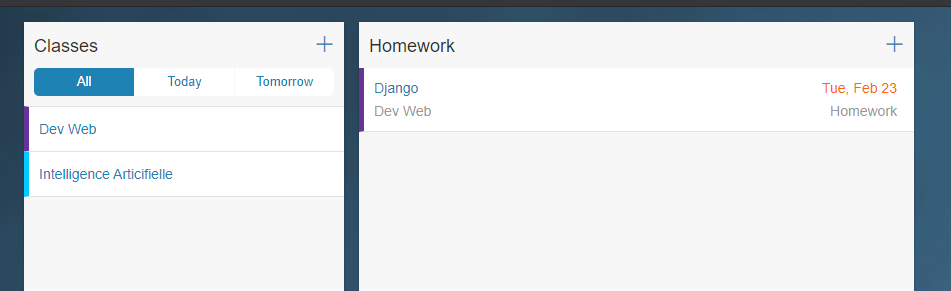 Classes
All Today Tomorrow
Dev Web
Intelligence Articifielle
Homework
Django Tue, Feb 23
Dev Web Homework